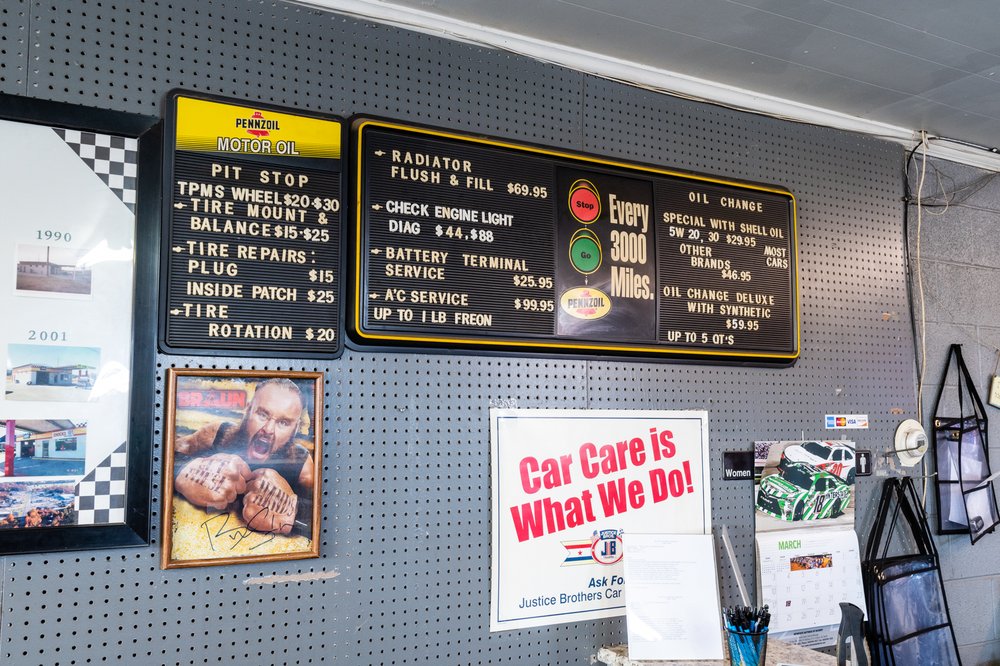 1990
2001
PENNZOIL
MOTOR OIL
PIT STOP
TPMS WHEEL $20-$30
TIRE MOUNT &
BALANCE $15-$25
TIRE REPAIRS:
PLUG $15
INSIDE PATCH $25
TIRE
ROTATION $20
RADIATOR
FLUSH & FILL $69.95
CHECK ENGINE LIGHT
DIAG $44,$88
BATTERY TERMINAL
SERVICE $25.95
A'C SERVICE $99.95
UP TO 1 LB FREON
Stop
Go
PENNZOIL
Every
3000
Miles.
OIL CHANGE
SPECIAL WITH SHELL OIL
5W 20, 30 $29.95
OTHER MOST
BRANDS CARS
$46.95
OIL CHANGE DELUXE
WITH SYNTHETIC
$59.95
UP TO 5 QT'S
BRAUN
Car Care is
What We Do!
JB
Ask Fo
Justice Brothers Car
VISA
Women
20
18
MARCH